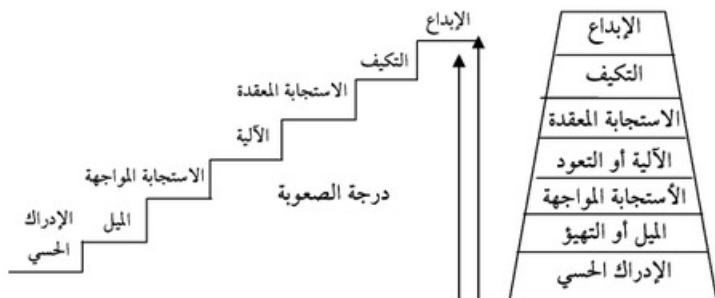 الإبداع
التكيف
الاستجابة المعقدة
الآلية
الاستجابة المواجهة
الميل
الإدراك
الحسي
درجة الصعوبة
الإبداع
التكيف
الاستجابة المعقدة
الآلية أو التعود
الأستجابة المواجهة
الميل أو التهيؤ
الإدراك الحسي